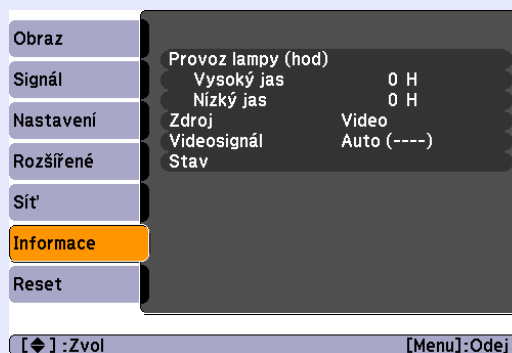 Obraz
Signál
Nastavení
Rozšířené
Síť
Informace
Reset
Provoz lampy (hod)
Vysoký jas 0 H
Nízký jas 0 H
Zdroj Video
Videosignál Auto (----)
Stav
[◆] :Zvol [Menu]:Odej